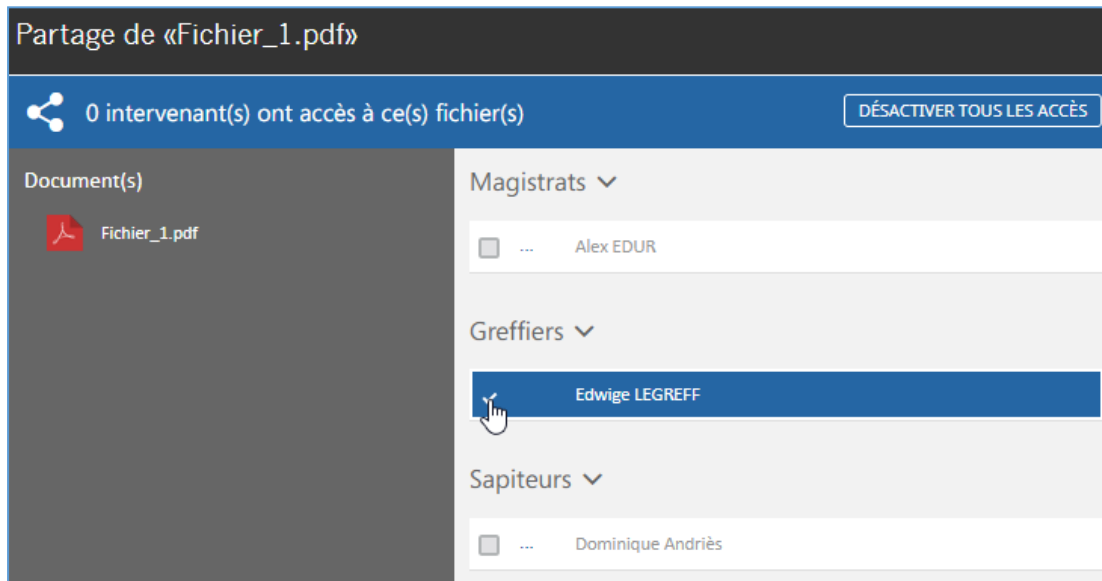 Partage de «Fichier_1.pdf»
0 intervenant(s) ont accès à ce(s) fichier(s)
DÉSACTIVER TOUS LES ACCÈS
Document(s)
Fichier_1.pdf
Magistrats
... Alex EDUR
Greffiers
Edwige LEGREFF
Sapiteurs
... Dominique Andriès